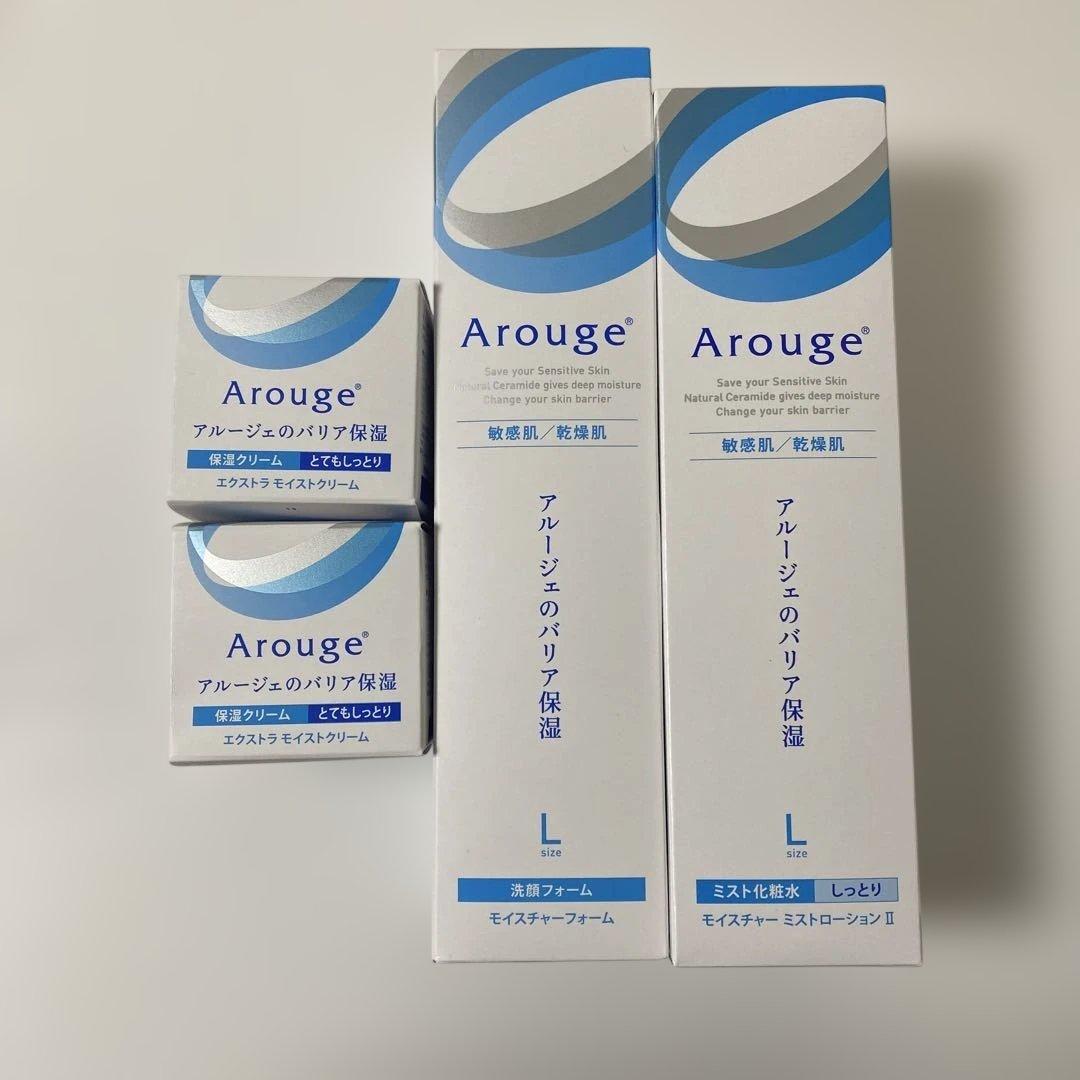 Arouge®
アルージェのバリア保湿
保湿クリーム とてもしっとり
エクストラ モイストクリーム
Arouge®
アルージェのバリア保湿
保湿クリーム とてもしっとり
エクストラ モイストクリーム
Arouge®
Save your Sensitive Skin
Natural Ceramide gives deep moisture
Change your skin barrier
敏感肌／乾燥肌
アルージェのバリア保湿
L
size
洗顔フォーム
モイスチャーフォーム
Arouge®
Save your Sensitive Skin
Natural Ceramide gives deep moisture
Change your skin barrier
敏感肌／乾燥肌
アルージェのバリア保湿
L
size
ミスト化粧水 しっとり
モイスチャー ミストローション Ⅱ